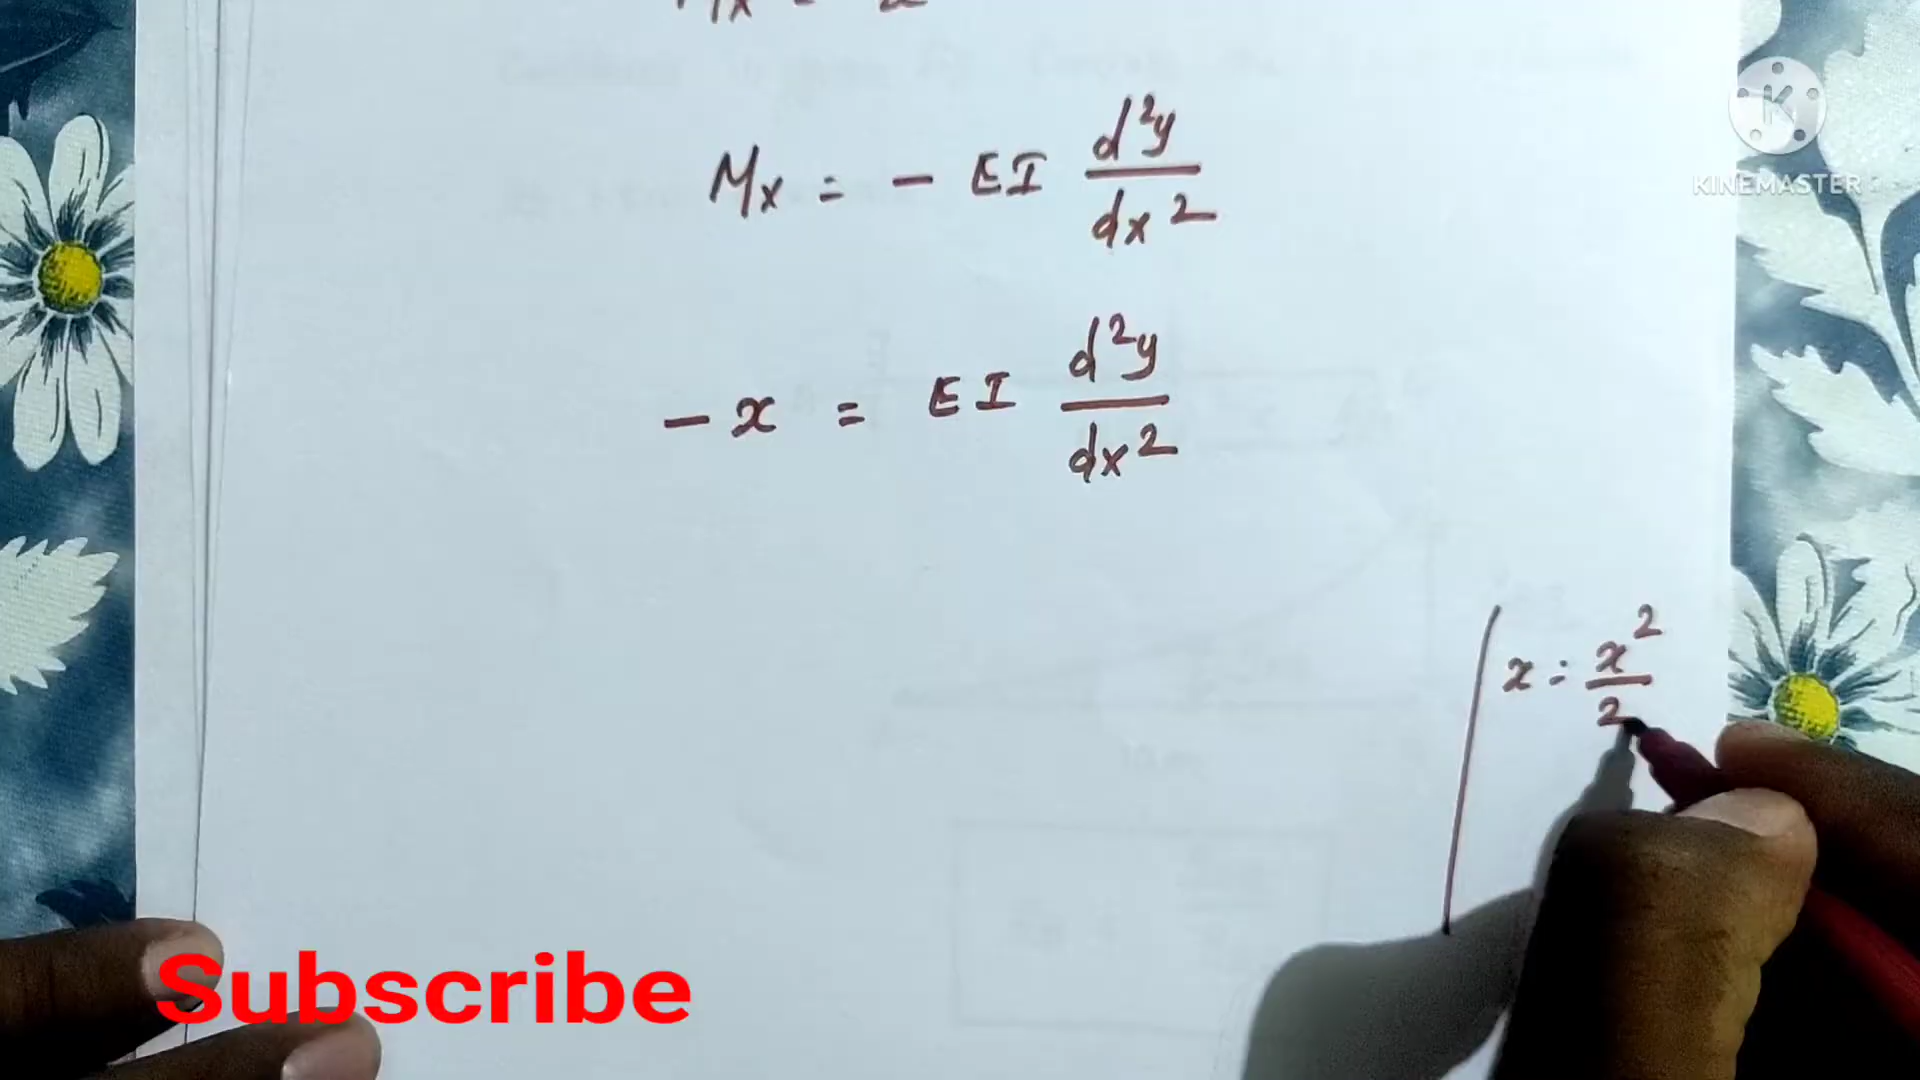 Mx = - EI d²y/dx²
KINEMASTER
- x = EI d²y/dx²
x = x²/2
Subscribe